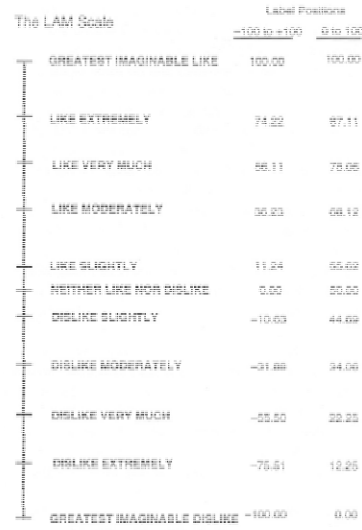 The LAM Scale
Label Positions
-100 to +100 0 to 100
GREATEST IMAGINABLE LIKE 100.00 100.00
LIKE EXTREMELY 74.22 87.11
LIKE VERY MUCH 56.11 78.06
LIKE MODERATELY 36.23 68.12
LIKE SLIGHTLY 11.24 55.62
NEITHER LIKE NOR DISLIKE 0.00 50.00
DISLIKE SLIGHTLY -10.63 44.69
DISLIKE MODERATELY -31.88 34.06
DISLIKE VERY MUCH -55.50 22.25
DISLIKE EXTREMELY -75.51 12.25
GREATEST IMAGINABLE DISLIKE -100.00 0.00